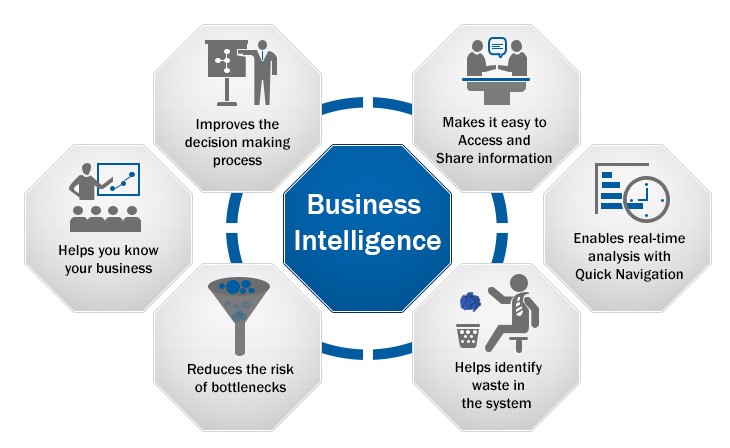 Improves the
decision making
process
Makes it easy to
Access and
Share information
Helps you know
your business
Business
Intelligence
Enables real-time
analysis with
Quick Navigation
Reduces the risk
of bottlenecks
Helps identify
waste in
the system